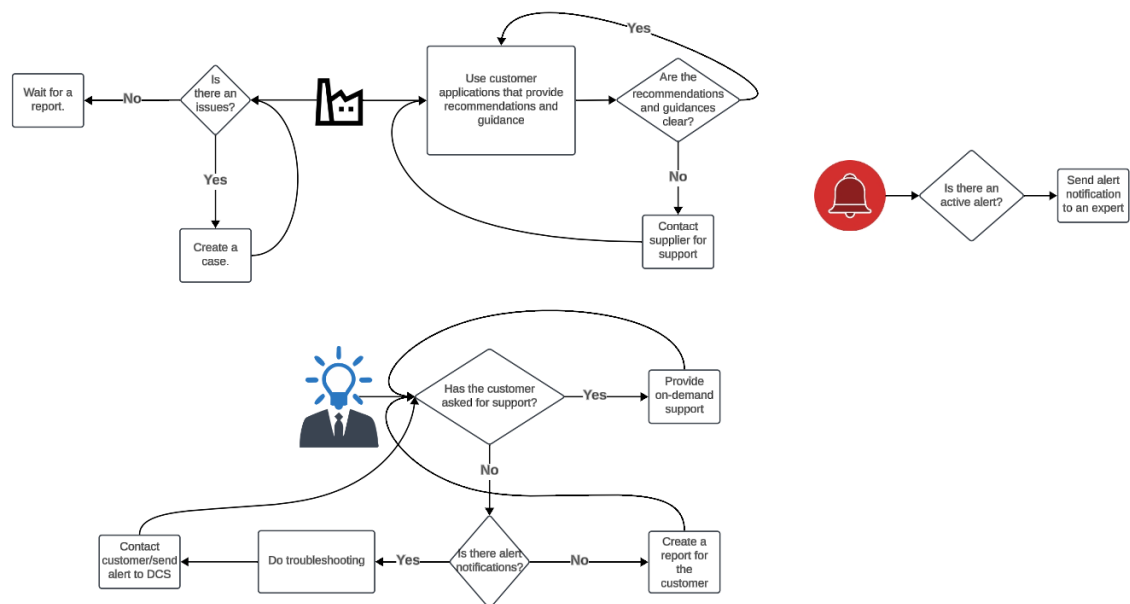 Yes
Is
there an
issues?
Wait for a
report.
No
Use customer
applications that provide
recommendations and
guidance
Are the
recommendations
and guidances
clear?
Yes
No
Create a
case.
Contact
supplier for
support
Is there an
active alert?
Send alert
notification
to an expert
Has the customer
asked for support?
Yes
Provide
on-demand
support
No
Contact
customer/send
alert to DCS
Do troubleshooting
Yes
Is there alert
notifications?
No
Create a
report for
the
customer